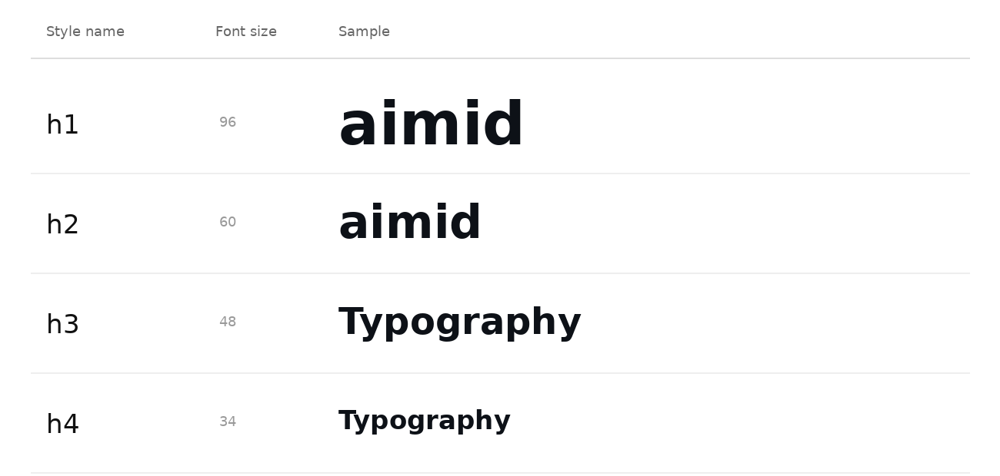 Style name Font size Sample
h1 96 aimid
h2 60 aimid
h3 48 Typography
h4 34 Typography